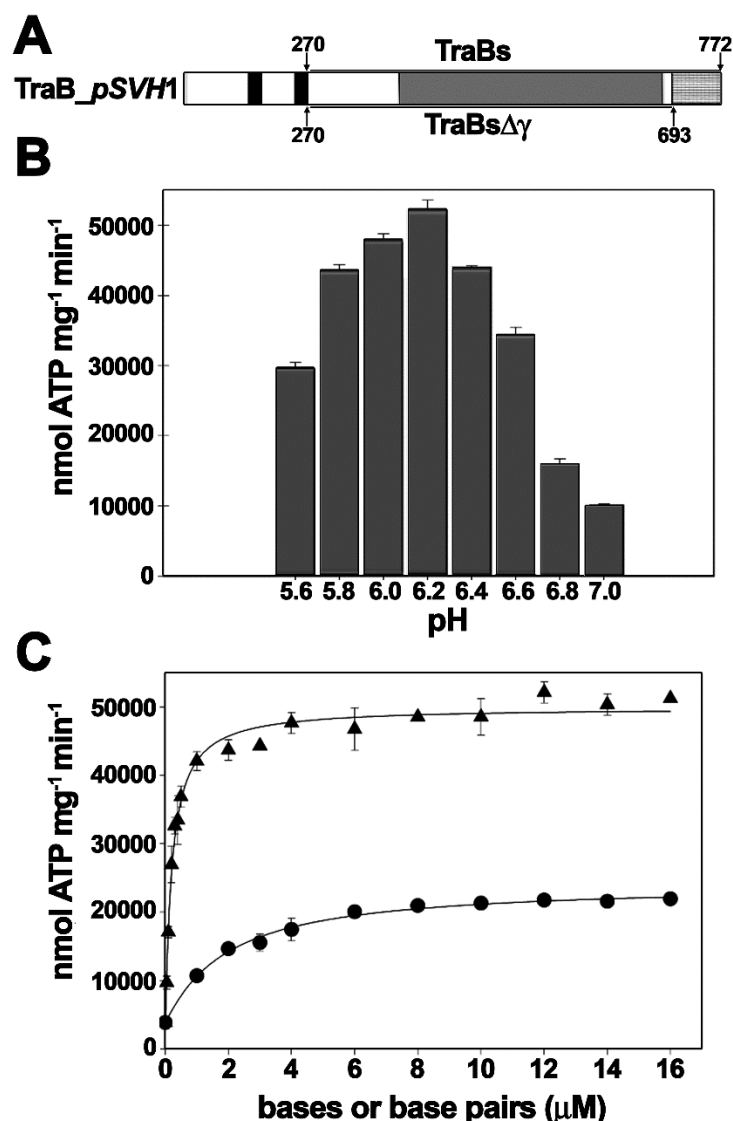 A
270 TraBs 772
TraB_pSVH1
270 TraBsΔγ 693
B
nmol ATP mg⁻¹ min⁻¹
50000
40000
30000
20000
10000
0
5.6 5.8 6.0 6.2 6.4 6.6 6.8 7.0
pH
C
nmol ATP mg⁻¹ min⁻¹
50000
40000
30000
20000
10000
0
0 2 4 6 8 10 12 14 16
bases or base pairs (μM)